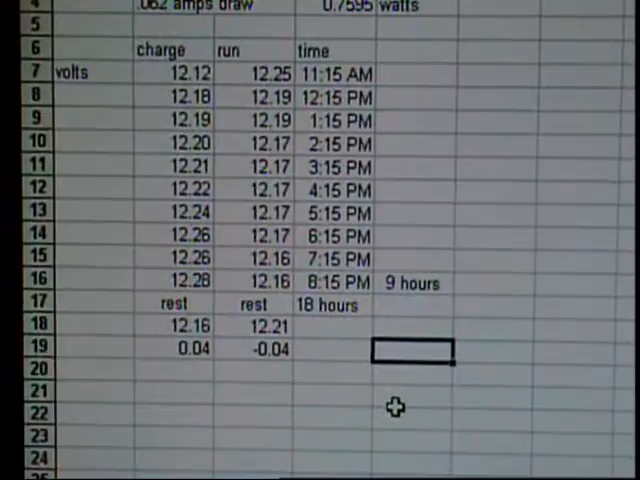 4 .062 amps draw 0.7595 watts
5
6 charge run time
7 volts 12.12 12.25 11:15 AM
8 12.18 12.19 12:15 PM
9 12.19 12.19 1:15 PM
10 12.20 12.17 2:15 PM
11 12.21 12.17 3:15 PM
12 12.22 12.17 4:15 PM
13 12.24 12.17 5:15 PM
14 12.26 12.17 6:15 PM
15 12.26 12.16 7:15 PM
16 12.28 12.16 8:15 PM 9 hours
17 rest rest 18 hours
18 12.16 12.21
19 0.04 -0.04
20
21
22
23
24